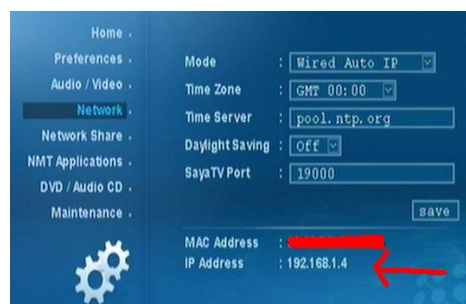 Home
Preferences
Audio / Video
Network
Network Share
NMT Applications
DVD / Audio CD
Maintenance
Mode : Wired Auto IP
Time Zone : GMT 00:00
Time Server : pool.ntp.org
Daylight Saving : Off
SayaTV Port : 19000
save
MAC Address :
IP Address : 192.168.1.4